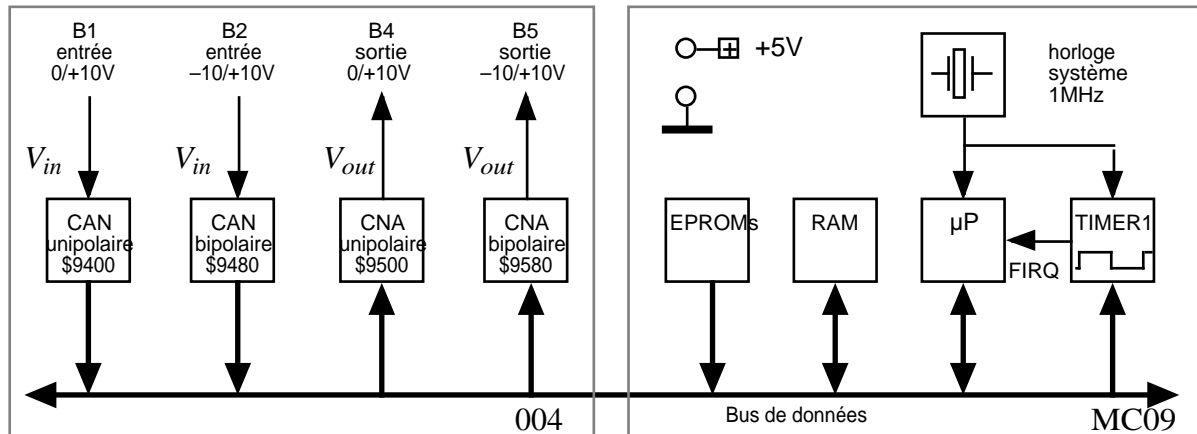 B1
entrée
0/+10V
B2
entrée
–10/+10V
B4
sortie
0/+10V
B5
sortie
–10/+10V
+5V
horloge
système
1MHz
Vin
Vin
Vout
Vout
CAN
unipolaire
$9400
CAN
bipolaire
$9480
CNA
unipolaire
$9500
CNA
bipolaire
$9580
EPROMs
RAM
µP
FIRQ
TIMER1
004
Bus de données
MC09